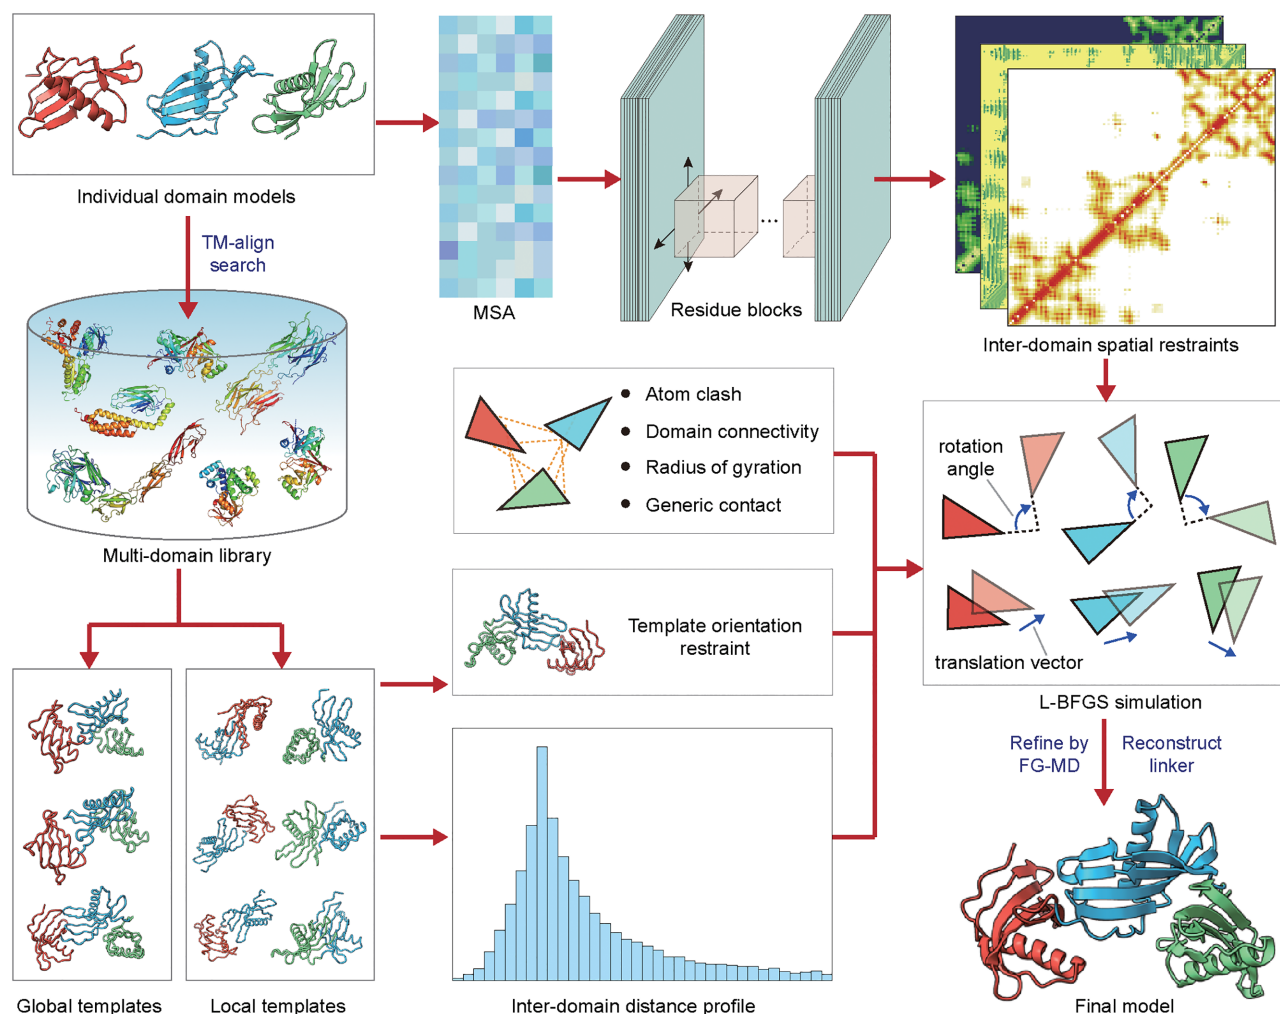 Individual domain models
TM-align
search
MSA
...
Residue blocks
Inter-domain spatial restraints
Multi-domain library
Atom clash
Domain connectivity
Radius of gyration
Generic contact
rotation
angle
translation vector
Template orientation
restraint
L-BFGS simulation
Refine by
FG-MD
Reconstruct
linker
Global templates
Local templates
Inter-domain distance profile
Final model